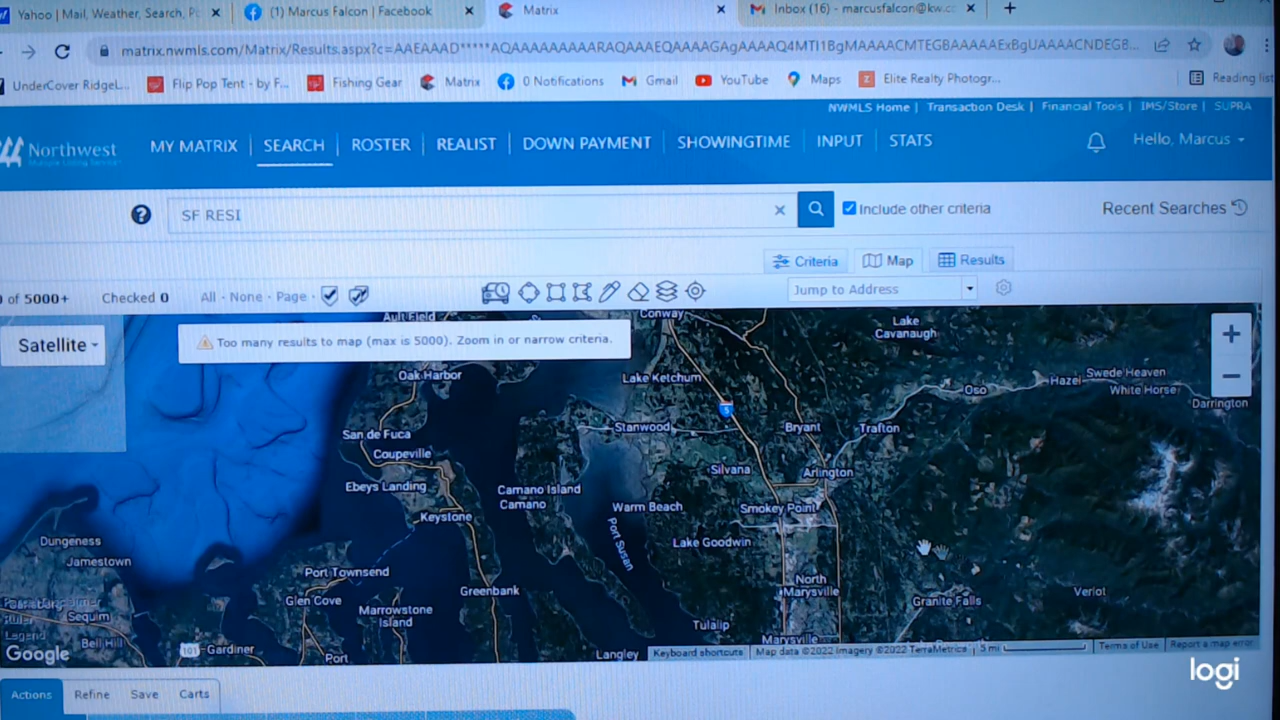 Yahoo | Mail, Weather, Search, Po
(1) Marcus Falcon | Facebook
Matrix
Inbox (16) - marcusfalcon@kw.c
matrix.nwmls.com/Matrix/Results.aspx?c=AAEAAAD*****AQAAAAAAAAARAQAAAEQAAAAGAgAAAAQ4MTI1BgMAAAACMTEGBAAAAAExBgUAAAACNDEGB...
UnderCover RidgeL...
Flip Pop Tent - by F...
Fishing Gear
Matrix
0 Notifications
Gmail
YouTube
Maps
Elite Realty Photogr...
Reading list
NWMLS Home | Transaction Desk | Financial Tools | IMS/Store | SUPRA
Northwest
MY MATRIX
SEARCH
ROSTER
REALIST
DOWN PAYMENT
SHOWINGTIME
INPUT
STATS
Hello, Marcus
SF RESI
Include other criteria
Recent Searches
Criteria
Map
Results
of 5000+
Checked 0
All · None · Page ·
Jump to Address
Satellite
Too many results to map (max is 5000). Zoom in or narrow criteria.
Ault Field
Conway
Lake
Cavanaugh
Oak Harbor
Lake Ketchum
Swede Heaven
Hazel
White Horse
Oso
Darrington
San de Fuca
Stanwood
Bryant
Trafton
5
Coupeville
Silvana
Arlington
Ebeys Landing
Camano Island
Camano
Warm Beach
Smokey Point
Keystone
Port Susan
Lake Goodwin
Dungeness
Jamestown
Port Townsend
North
Marysville
Greenbank
Glen Cove
Marrowstone
Island
Granite Falls
Verlot
Sequim
Legend
Bell Hill
Tulalip
Marysville
Google
101
Gardiner
Port
Langley
Keyboard shortcuts
Map data ©2022 Imagery ©2022 TerraMetrics
5 mi
Terms of Use
Report a map error
logi
Actions
Refine
Save
Carts